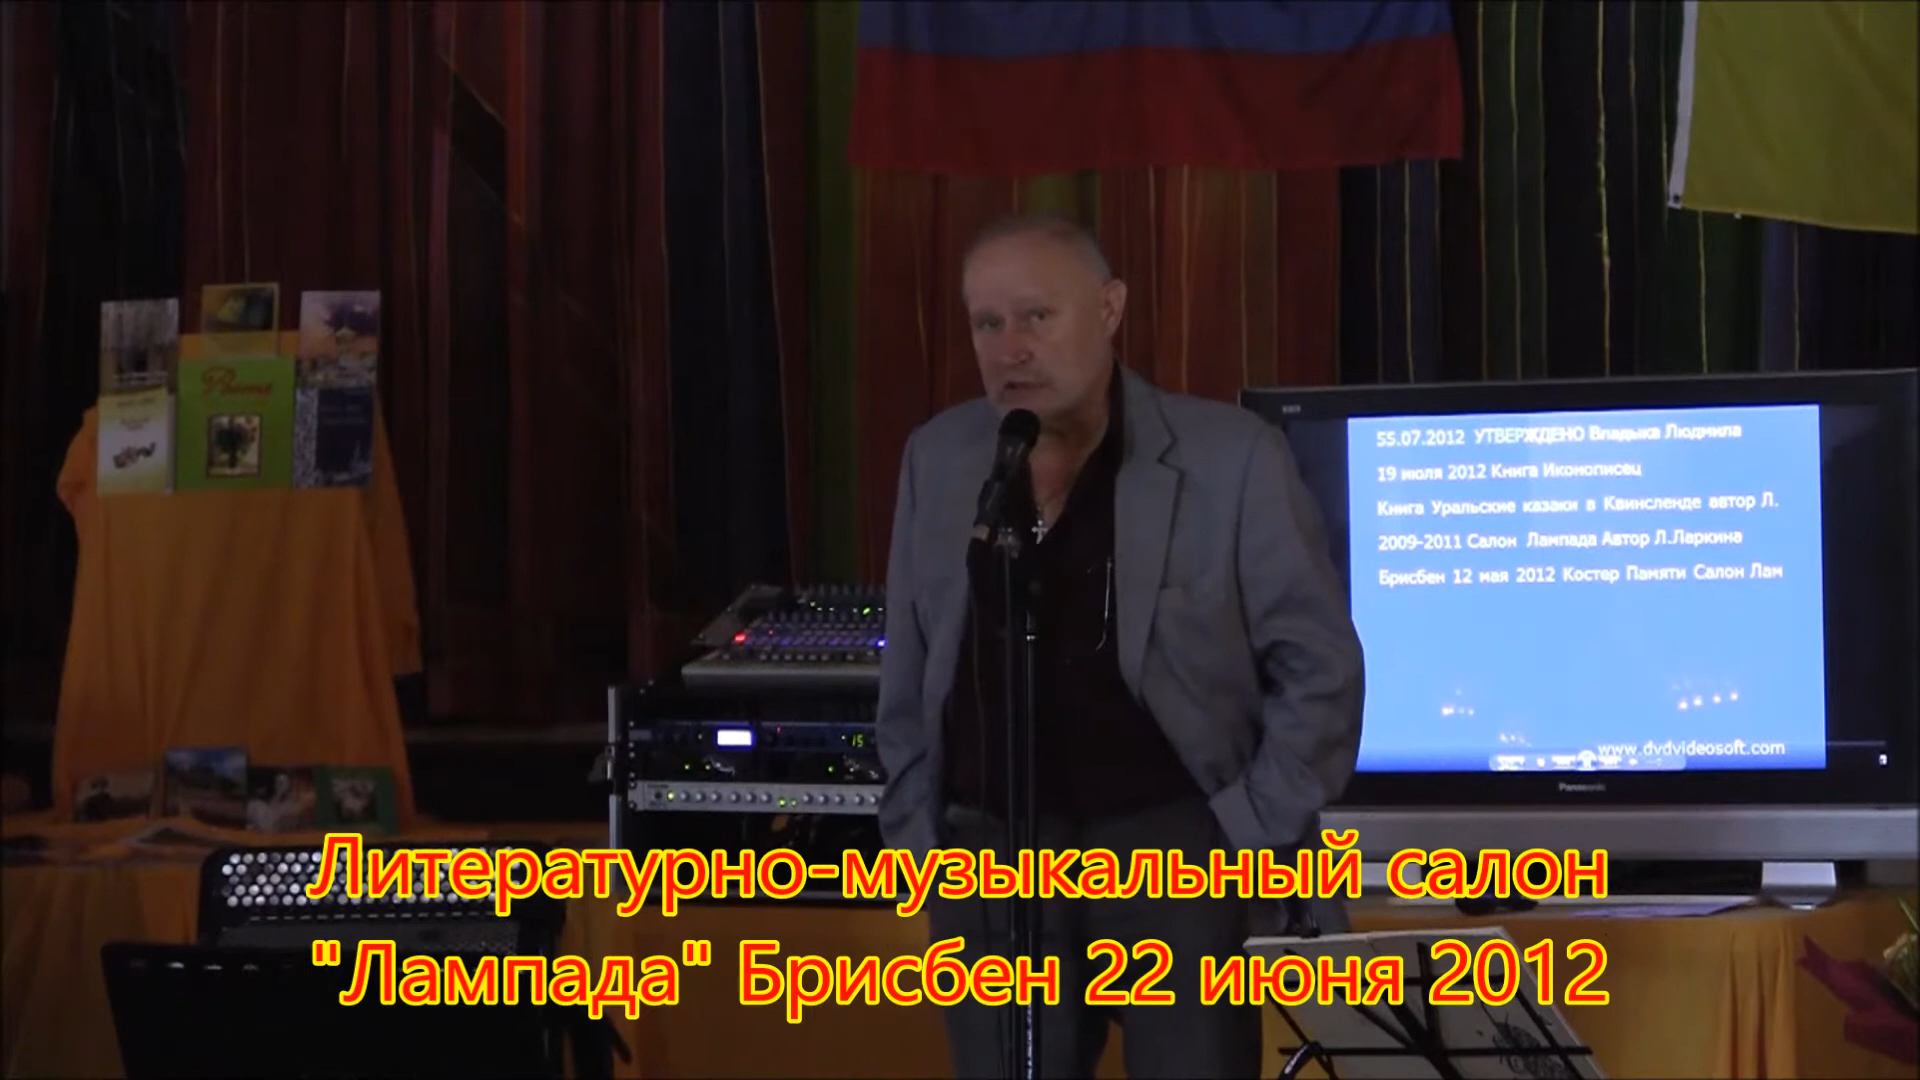 55.07.2012 УТВЕРЖДЕНО Владыка Людмила
19 июля 2012 Книга Иконописец
Книга Уральские казаки в Квинсленде автор Л.
2009-2011 Салон Лампада Автор Л.Ларкина
Брисбен 12 мая 2012 Костер Памяти Салон Лам
www.dvdvideosoft.com
Panasonic
15
Литературно-музыкальный салон
"Лампада" Брисбен 22 июня 2012